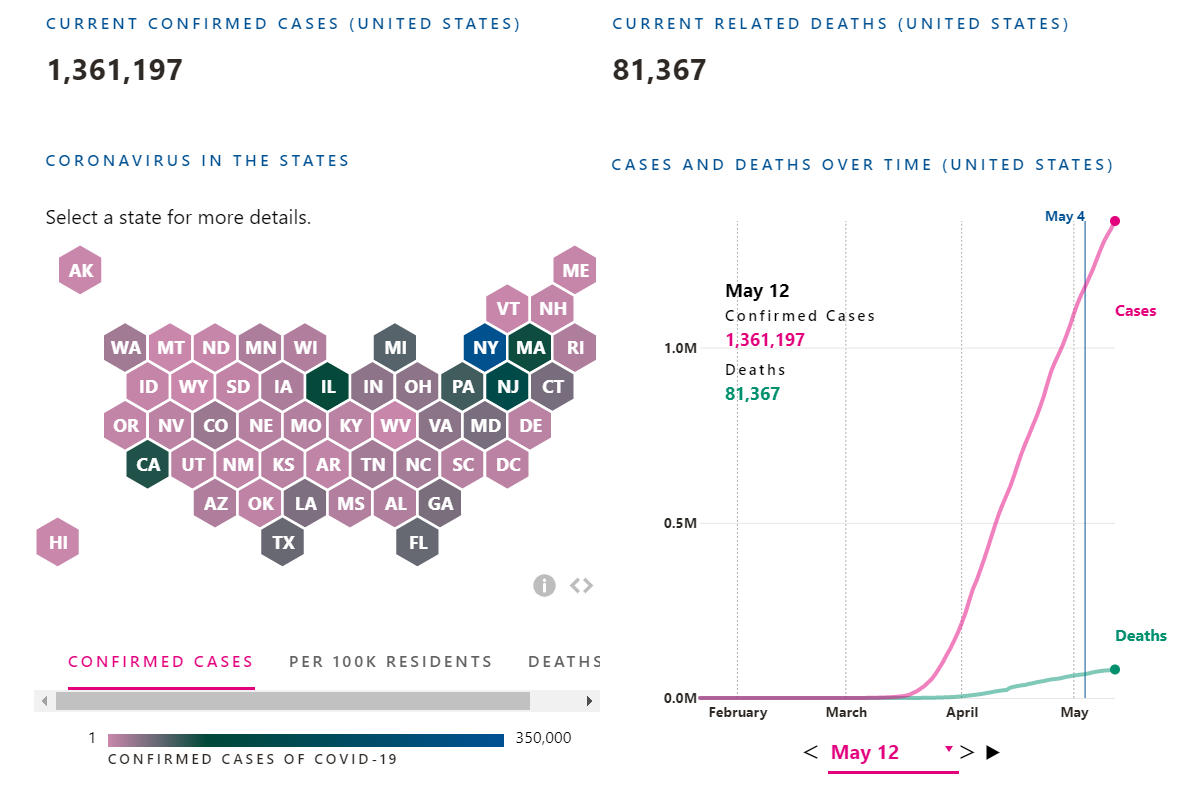 CURRENT CONFIRMED CASES (UNITED STATES)
1,361,197
CURRENT RELATED DEATHS (UNITED STATES)
81,367
CORONAVIRUS IN THE STATES
Select a state for more details.
AK
ME
VT NH
WA MT ND MN WI MI NY MA RI
ID WY SD IA IL IN OH PA NJ CT
OR NV CO NE MO KY WV VA MD DE
CA UT NM KS AR TN NC SC DC
AZ OK LA MS AL GA
HI TX FL
i <>
CONFIRMED CASES PER 100K RESIDENTS DEATHS
1 350,000
CONFIRMED CASES OF COVID-19
CASES AND DEATHS OVER TIME (UNITED STATES)
May 4
May 12
Confirmed Cases
1,361,197
Deaths
81,367
Cases
1.0M
0.5M
Deaths
0.0M
February March April May
< May 12 >